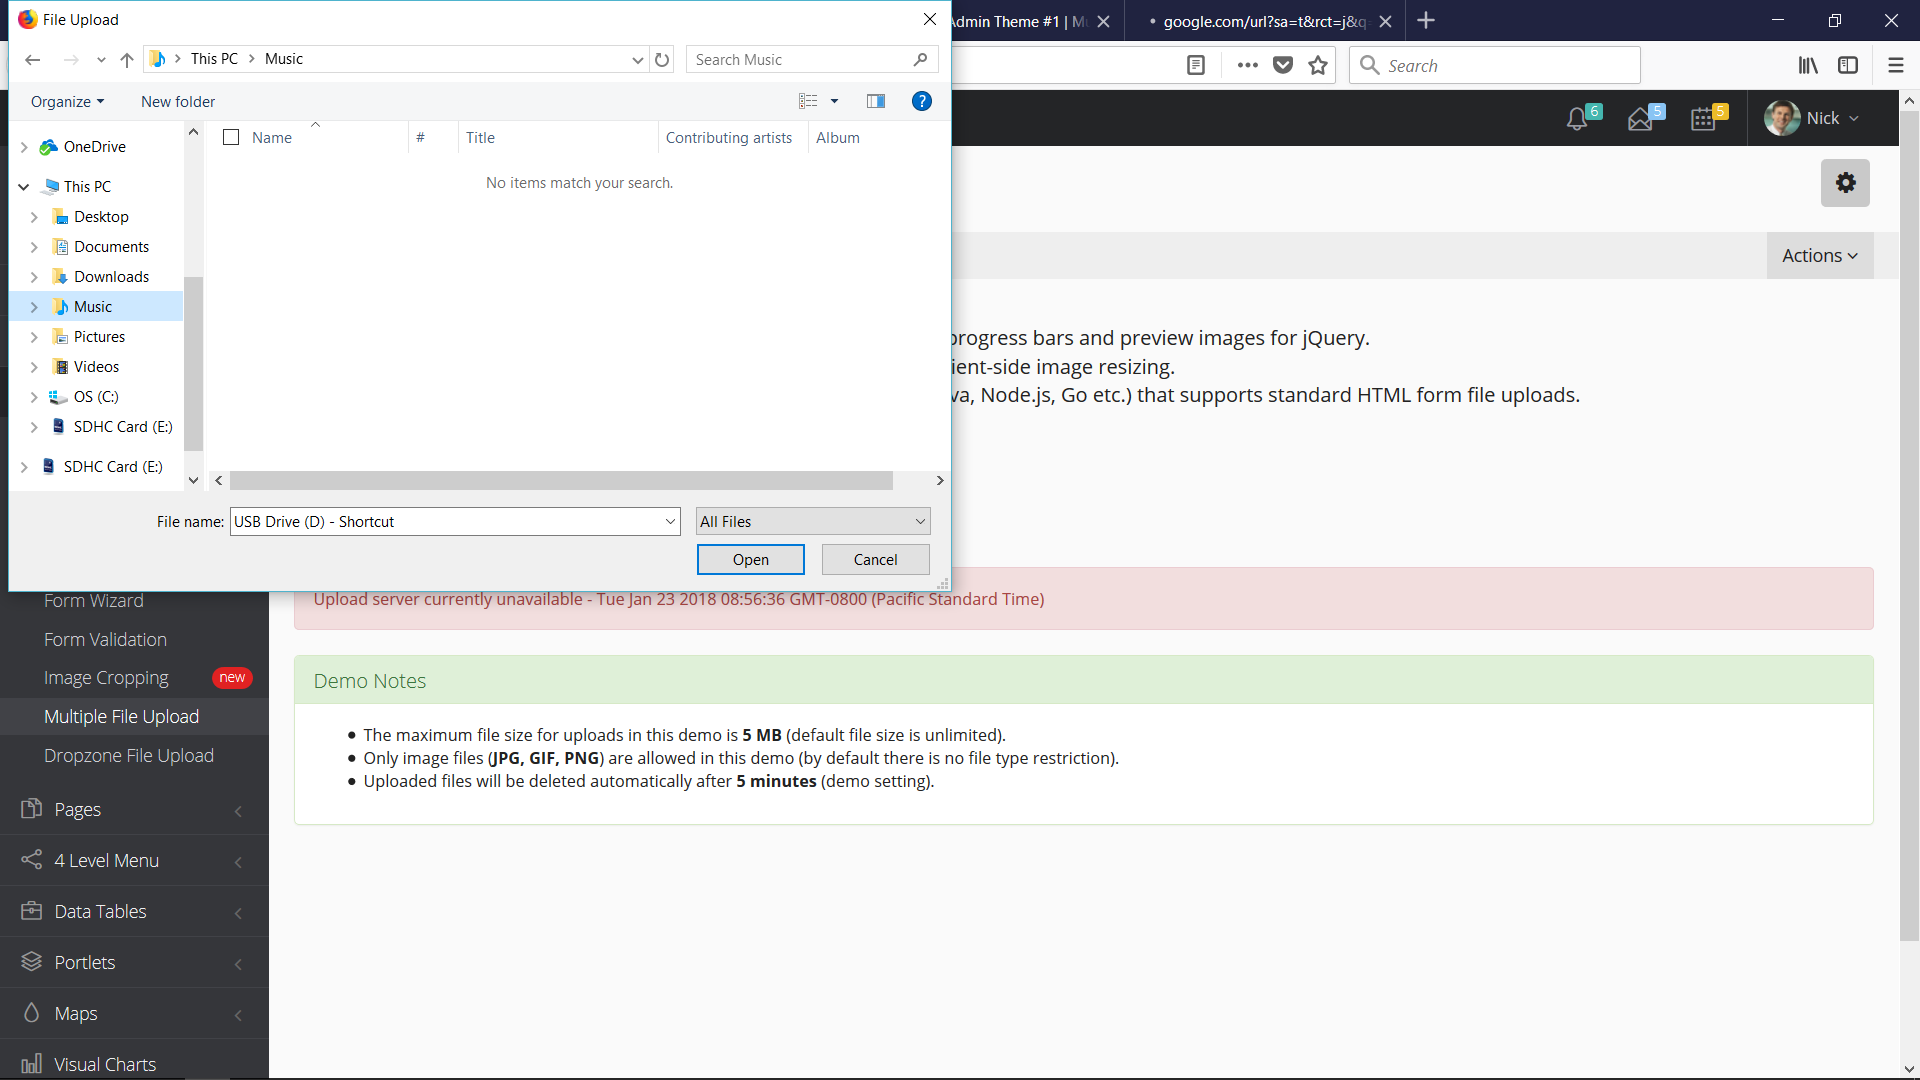 File Upload
Admin Theme #1 | Mu
google.com/url?sa=t&rct=j&q=
This PC > Music
Search Music
Search
Organize
New folder
?
6
5
5
Nick
OneDrive
This PC
Desktop
Documents
Downloads
Music
Pictures
Videos
OS (C:)
SDHC Card (E:)
SDHC Card (E:)
Name
#
Title
Contributing artists
Album
No items match your search.
Actions
progress bars and preview images for jQuery.
ient-side image resizing.
va, Node.js, Go etc.) that supports standard HTML form file uploads.
File name:
USB Drive (D) - Shortcut
All Files
Open
Cancel
Upload server currently unavailable - Tue Jan 23 2018 08:56:36 GMT-0800 (Pacific Standard Time)
Form Wizard
Form Validation
Image Cropping
new
Multiple File Upload
Dropzone File Upload
Pages
4 Level Menu
Data Tables
Portlets
Maps
Visual Charts
Demo Notes
• The maximum file size for uploads in this demo is 5 MB (default file size is unlimited).
• Only image files (JPG, GIF, PNG) are allowed in this demo (by default there is no file type restriction).
• Uploaded files will be deleted automatically after 5 minutes (demo setting).